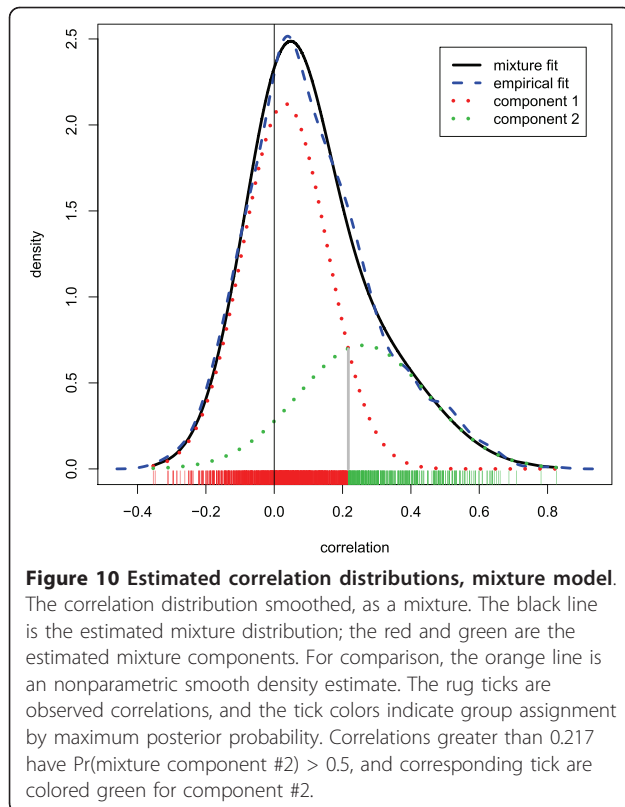 2.5
2.0
1.5
1.0
0.5
0.0
density
mixture fit
empirical fit
component 1
component 2
−0.4 −0.2 0.0 0.2 0.4 0.6 0.8
correlation
Figure 10 Estimated correlation distributions, mixture model.
The correlation distribution smoothed, as a mixture. The black line
is the estimated mixture distribution; the red and green are the
estimated mixture components. For comparison, the orange line is
an nonparametric smooth density estimate. The rug ticks are
observed correlations, and the tick colors indicate group assignment
by maximum posterior probability. Correlations greater than 0.217
have Pr(mixture component #2) > 0.5, and corresponding tick are
colored green for component #2.